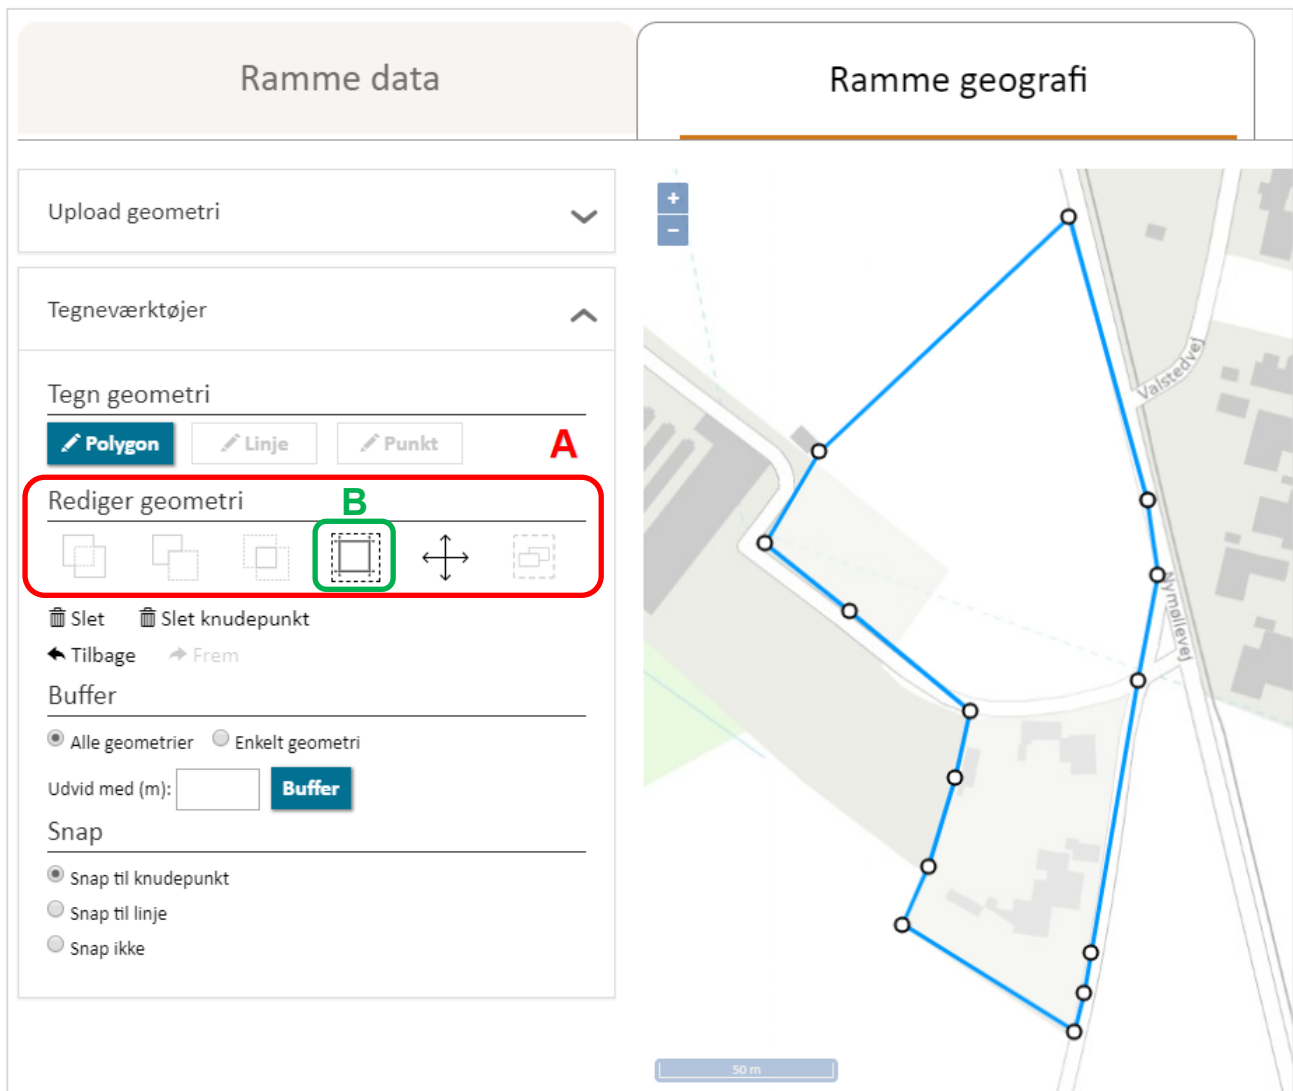 Ramme data
Ramme geografi
Upload geometri
+
−
Tegneværktøjer
Tegn geometri
Polygon
Linje
Punkt
A
Rediger geometri
B
Slet
Slet knudepunkt
Tilbage
Frem
Buffer
Alle geometrier
Enkelt geometri
Udvid med (m):
Buffer
Snap
Snap til knudepunkt
Snap til linje
Snap ikke
Valstedvej
Nymøllevej
50 m